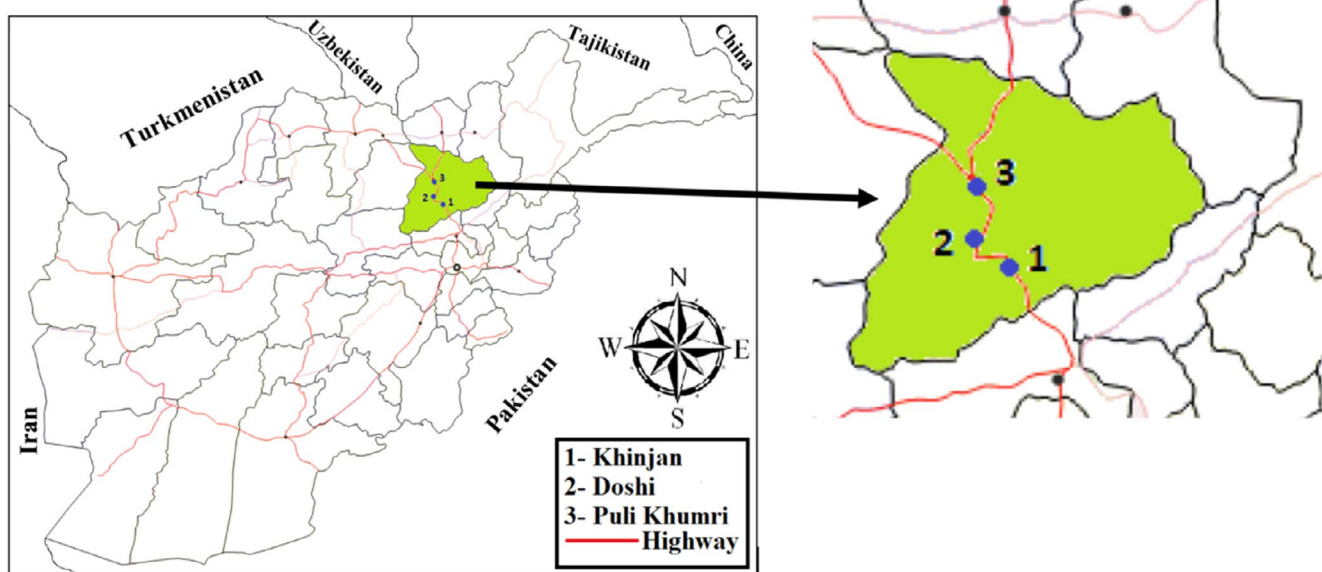 Turkmenistan
Uzbekistan
Tajikistan
China
3
2
1
Iran
Pakistan
N
W E
S
1- Khinjan
2- Doshi
3- Puli Khumri
Highway
3
2
1